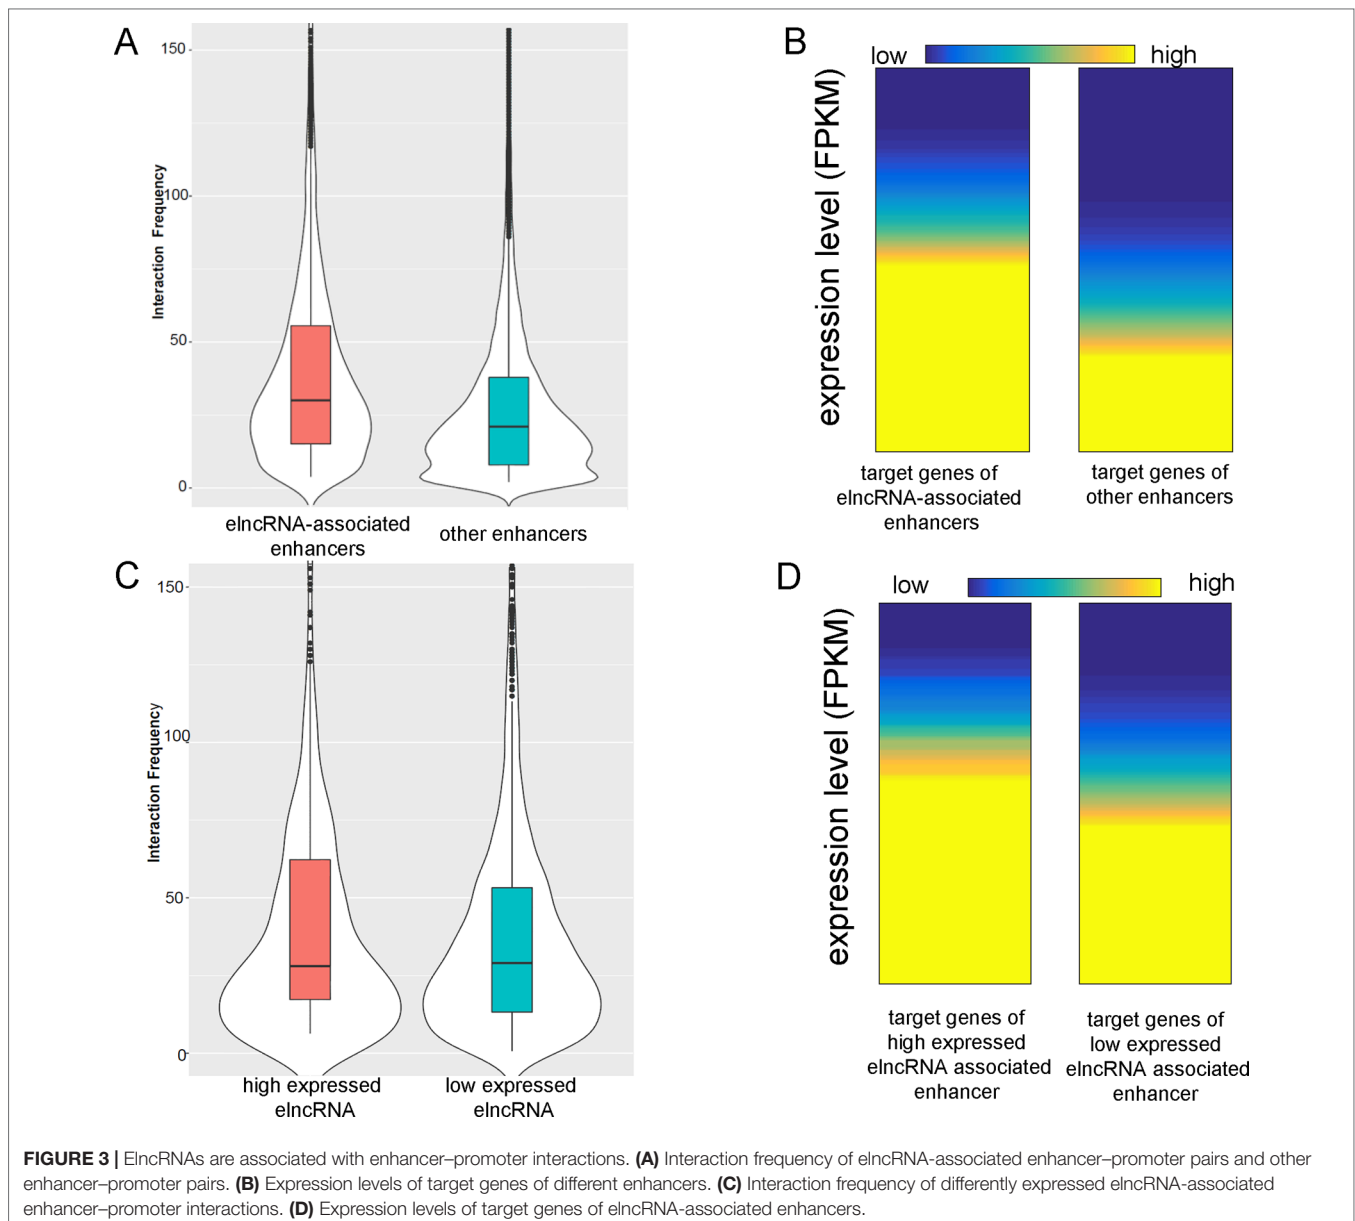 A
150
100
50
0
Interaction Frequency
elncRNA-associated
enhancers
other enhancers
B
low
high
expression level (FPKM)
target genes of
elncRNA-associated
enhancers
target genes of
other enhancers
C
150
100
50
0
Interaction Frequency
high expressed
elncRNA
low expressed
elncRNA
D
low
high
expression level (FPKM)
target genes of
high expressed
elncRNA associated
enhancer
target genes of
low expressed
elncRNA associated
enhancer
FIGURE 3 | ElncRNAs are associated with enhancer–promoter interactions. (A) Interaction frequency of elncRNA-associated enhancer–promoter pairs and other
enhancer–promoter pairs. (B) Expression levels of target genes of different enhancers. (C) Interaction frequency of differently expressed elncRNA-associated
enhancer–promoter interactions. (D) Expression levels of target genes of elncRNA-associated enhancers.